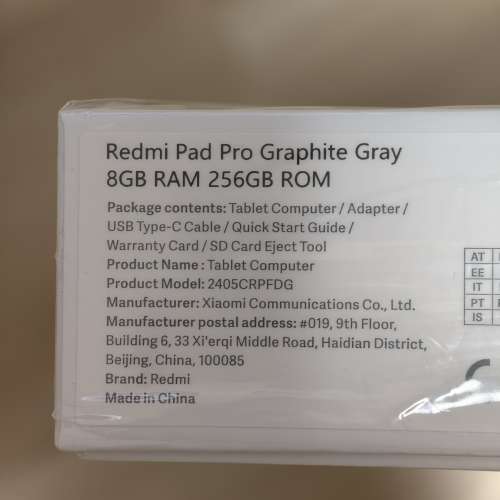 Redmi Pad Pro Graphite Gray
8GB RAM 256GB ROM
Package contents: Tablet Computer / Adapter /
USB Type-C Cable / Quick Start Guide /
Warranty Card / SD Card Eject Tool
Product Name : Tablet Computer
Product Model: 2405CRPFDG
Manufacturer: Xiaomi Communications Co., Ltd.
Manufacturer postal address: #019, 9th Floor,
Building 6, 33 Xi'erqi Middle Road, Haidian District,
Beijing, China, 100085
Brand: Redmi
Made in China
AT
EE
IT
PT
IS